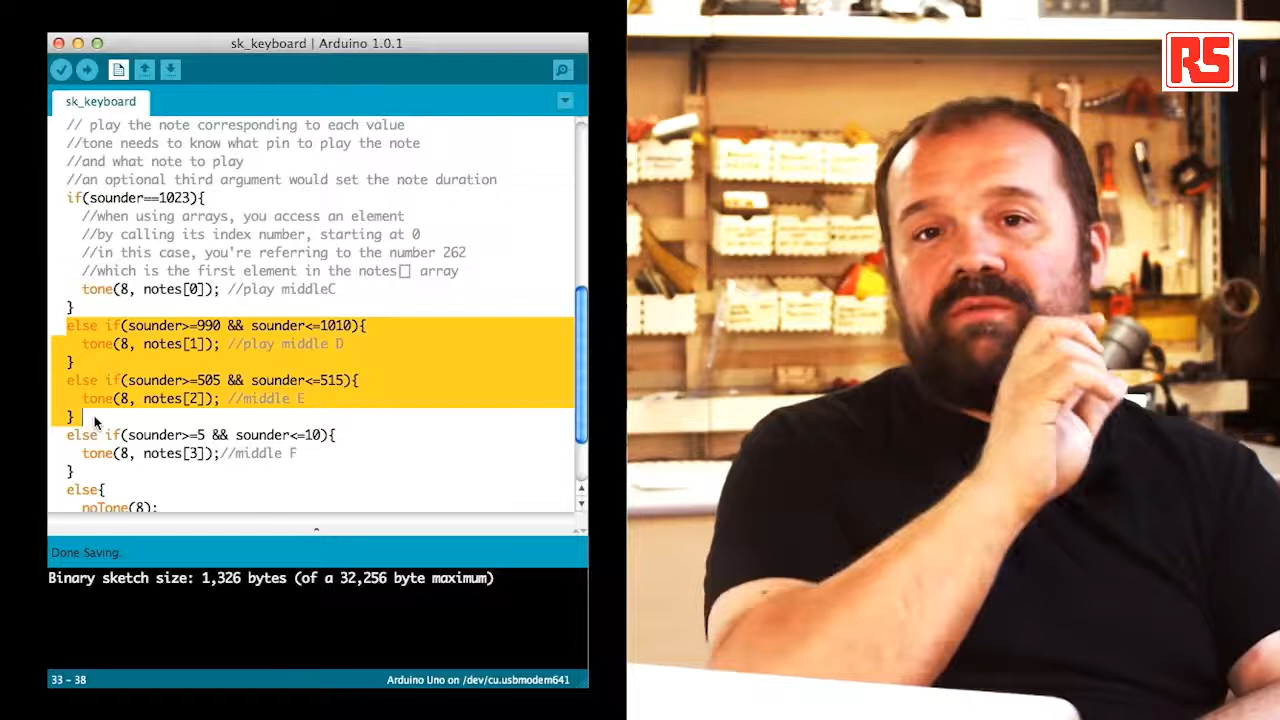 sk_keyboard | Arduino 1.0.1
RS
sk_keyboard
// play the note corresponding to each value
//tone needs to know what pin to play the note
//and what note to play
//an optional third argument would set the note duration
if(sounder==1023){
//when using arrays, you access an element
//by calling its index number, starting at 0
//in this case, you're referring to the number 262
//which is the first element in the notes[] array
tone(8, notes[0]); //play middleC
}
else if(sounder>=990 && sounder<=1010){
tone(8, notes[1]); //play middle D
}
else if(sounder>=505 && sounder<=515){
tone(8, notes[2]); //middle E
}
else if(sounder>=5 && sounder<=10){
tone(8, notes[3]);//middle F
}
else{
noTone(8);
Done Saving.
Binary sketch size: 1,326 bytes (of a 32,256 byte maximum)
33 - 38
Arduino Uno on /dev/cu.usbmodem641